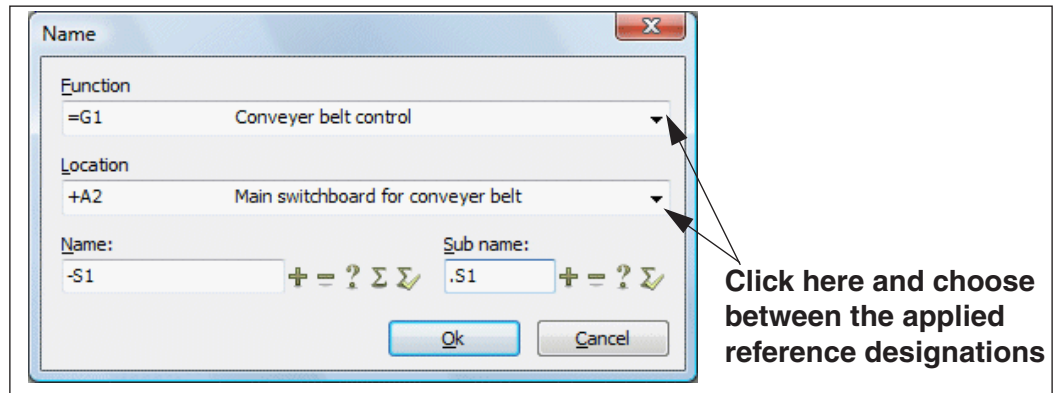 Name
Function
=G1 Conveyer belt control
Location
+A2 Main switchboard for conveyer belt
Name: Sub name:
-S1 + = ? Σ Σ .S1 + = ? Σ
Ok Cancel
Click here and choose
between the applied
reference designations